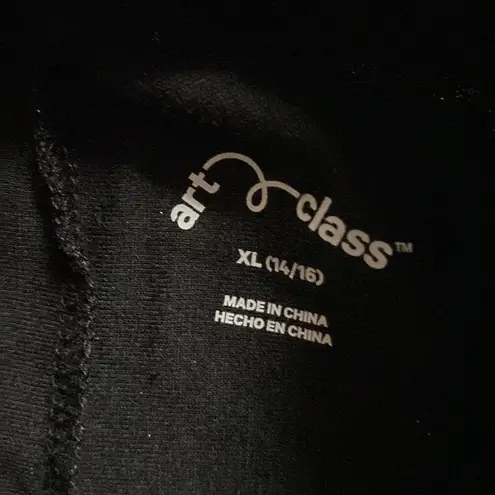 art class™
XL (14/16)
MADE IN CHINA
HECHO EN CHINA